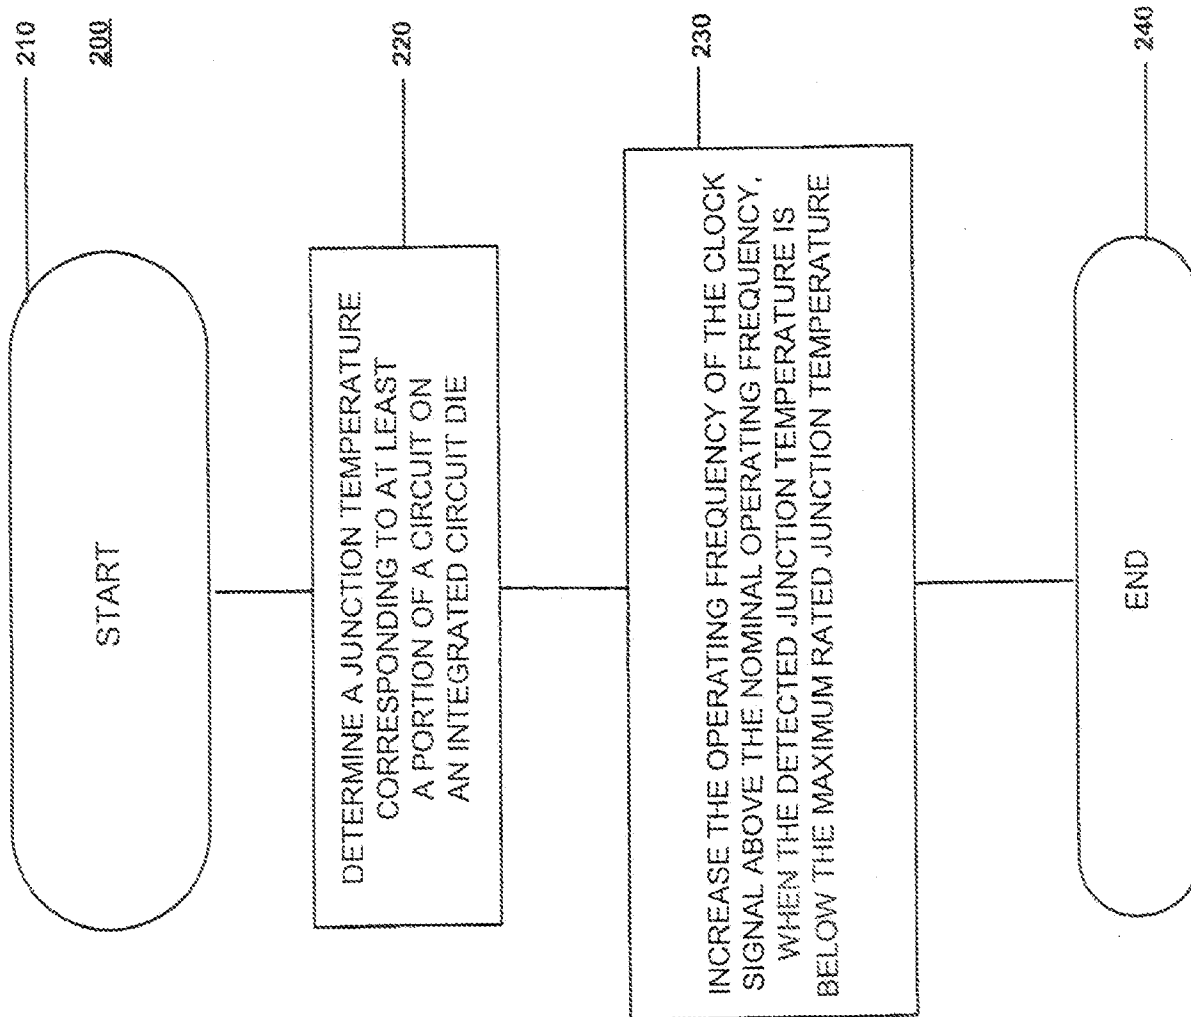 200
210
START
220
DETERMINE A JUNCTION TEMPERATURE
CORRESPONDING TO AT LEAST
A PORTION OF A CIRCUIT ON
AN INTEGRATED CIRCUIT DIE
230
INCREASE THE OPERATING FREQUENCY OF THE CLOCK
SIGNAL ABOVE THE NOMINAL OPERATING FREQUENCY,
WHEN THE DETECTED JUNCTION TEMPERATURE IS
BELOW THE MAXIMUM RATED JUNCTION TEMPERATURE
240
END